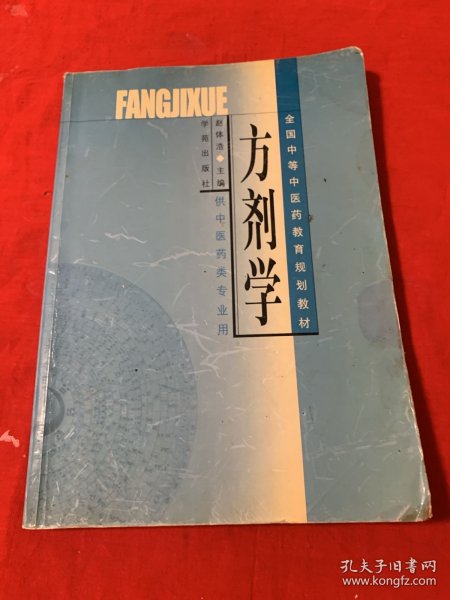 FANGJIXUE
全国中等中医药教育规划教材
方剂学
赵体浩◆主编
学苑出版社
供中医药类专业用
孔夫子旧书网
www.kongfz.com